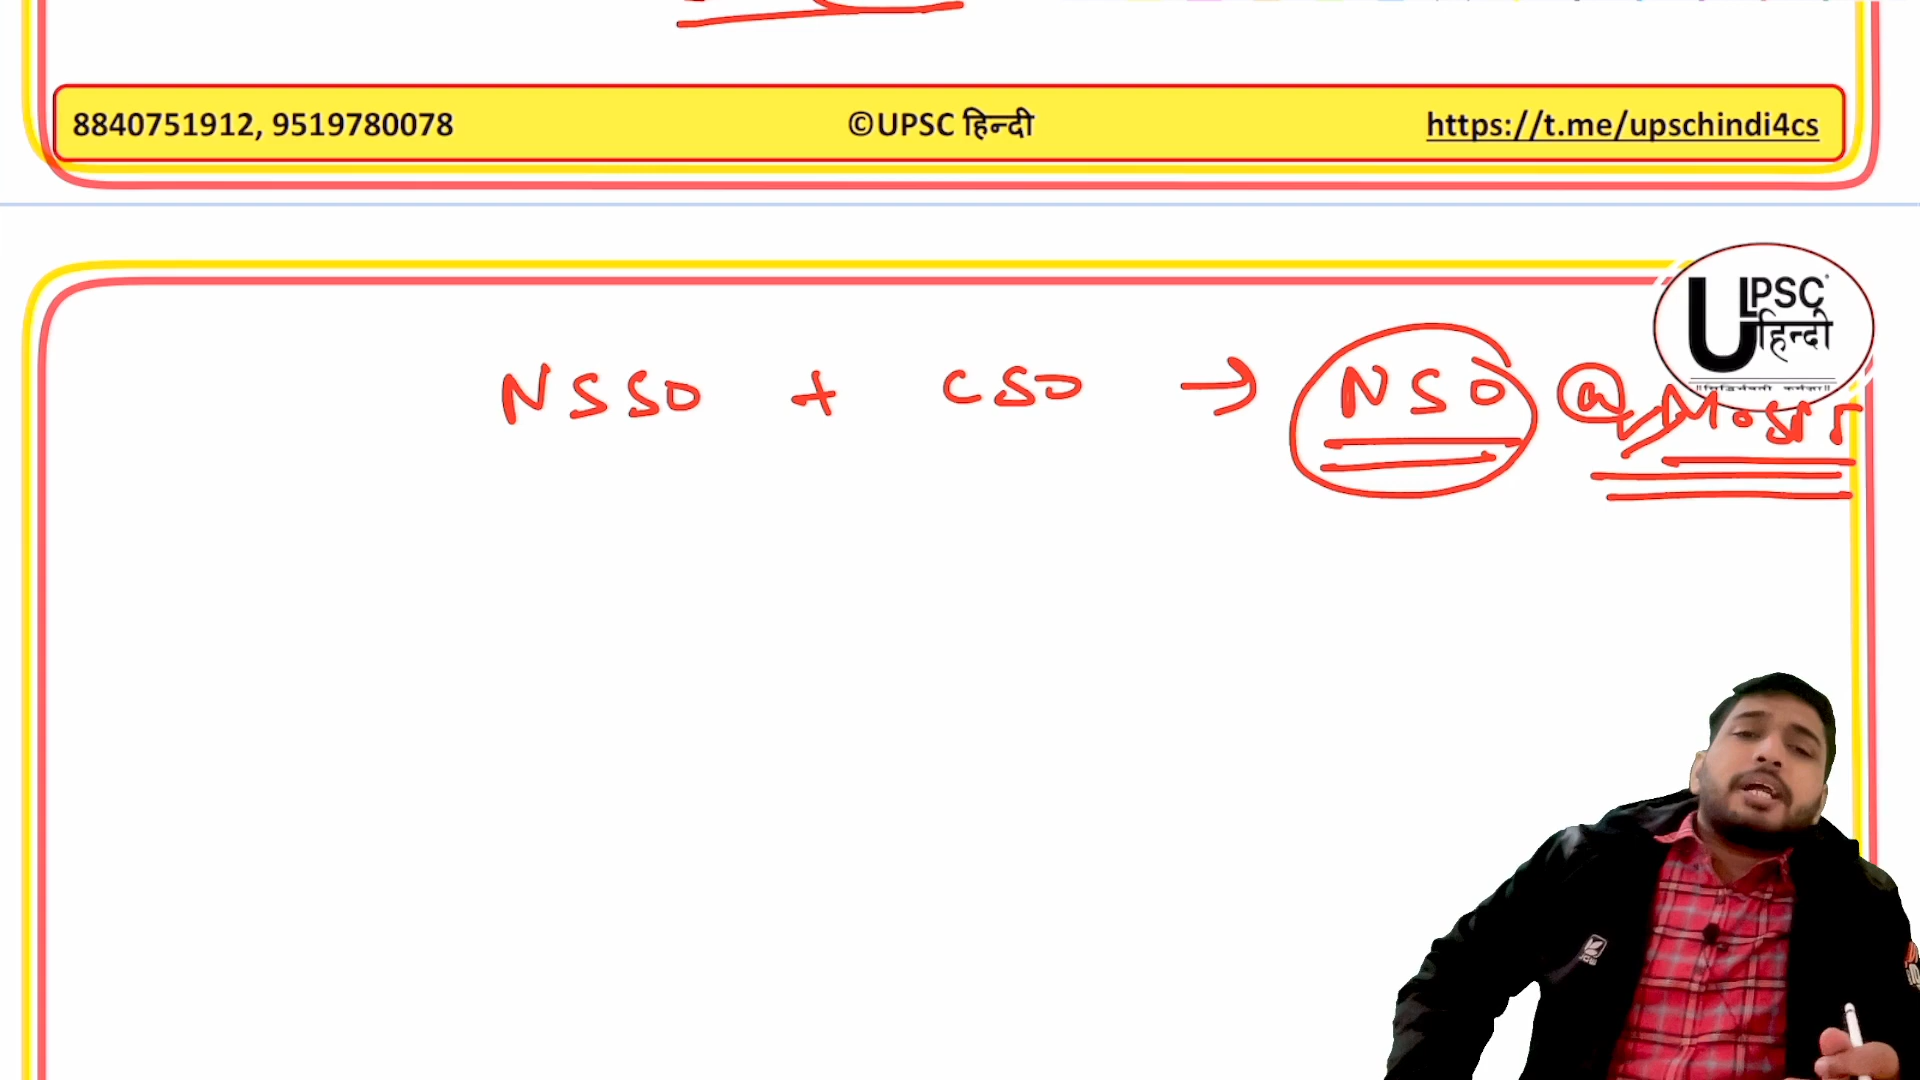 8840751912, 9519780078 ©UPSC हिन्दी https://t.me/upschindi4cs
UPSC
हिन्दी
NSSO + CSO → NSO @